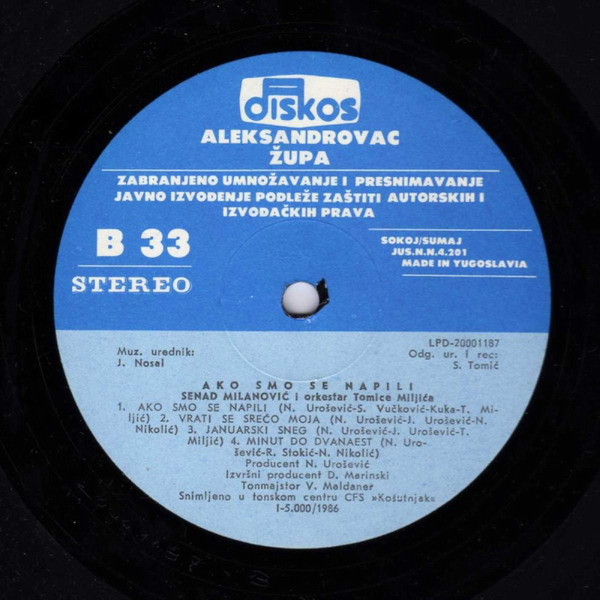 diskos
ALEKSANDROVAC
ŽUPA
ZABRANJENO UMNOŽAVANJE I PRESNIMAVANJE
JAVNO IZVOĐENJE PODLEŽE ZAŠTITI AUTORSKIH I
IZVOĐAČKIH PRAVA
B 33
STEREO
SOKOJ/SUMAJ
JUS.N.N.4,201
MADE IN YUGOSLAVIA
LPD-20001187
Muz. urednik:
J. Nosal
Odg. ur. I rec:
S. Tomić
AKO SMO SE NAPILI
SENAD MILANOVIĆ i orkestar Tomice Miljića
1. AKO SMO SE NAPILI (N. Urošević-S. Vučković-Kuka-T. Mi-
ljić) 2. VRATI SE SREĆO MOJA (N. Urošević-J. Urošević-N.
Nikolić) 3. JANUARSKI SNEG (N. Urošević-J. Urošević-T.
Miljić) 4. MINUT DO DVANAEST (N. Uro-
šević-R. Stokić-N. Nikolić)
Producent N. Urošević
Izvršni producent D. Marinski
Tonmajstor V. Maldaner
Snimljeno u tonskom centru CFS »Košutnjak«
I-5.000/1986